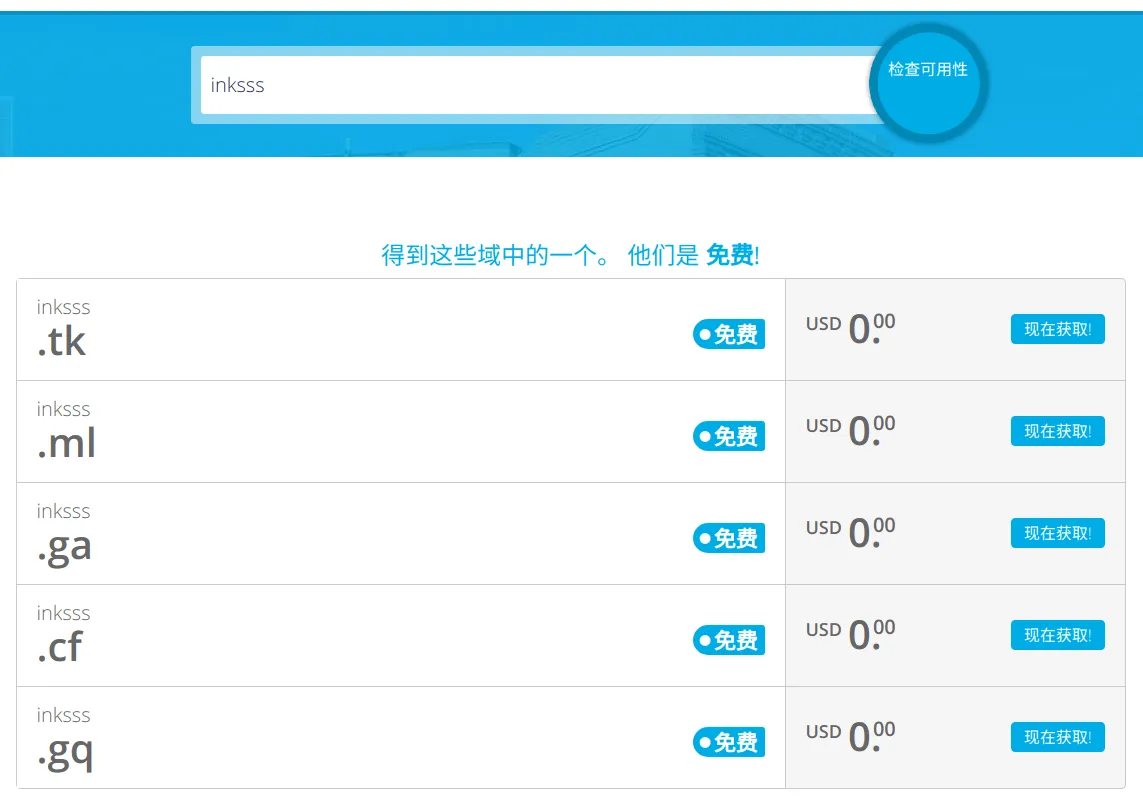 inksss
检查可用性
得到这些域中的一个。 他们是 免费!
inksss
.tk
免费
USD 0.00
现在获取!
inksss
.ml
免费
USD 0.00
现在获取!
inksss
.ga
免费
USD 0.00
现在获取!
inksss
.cf
免费
USD 0.00
现在获取!
inksss
.gq
免费
USD 0.00
现在获取!